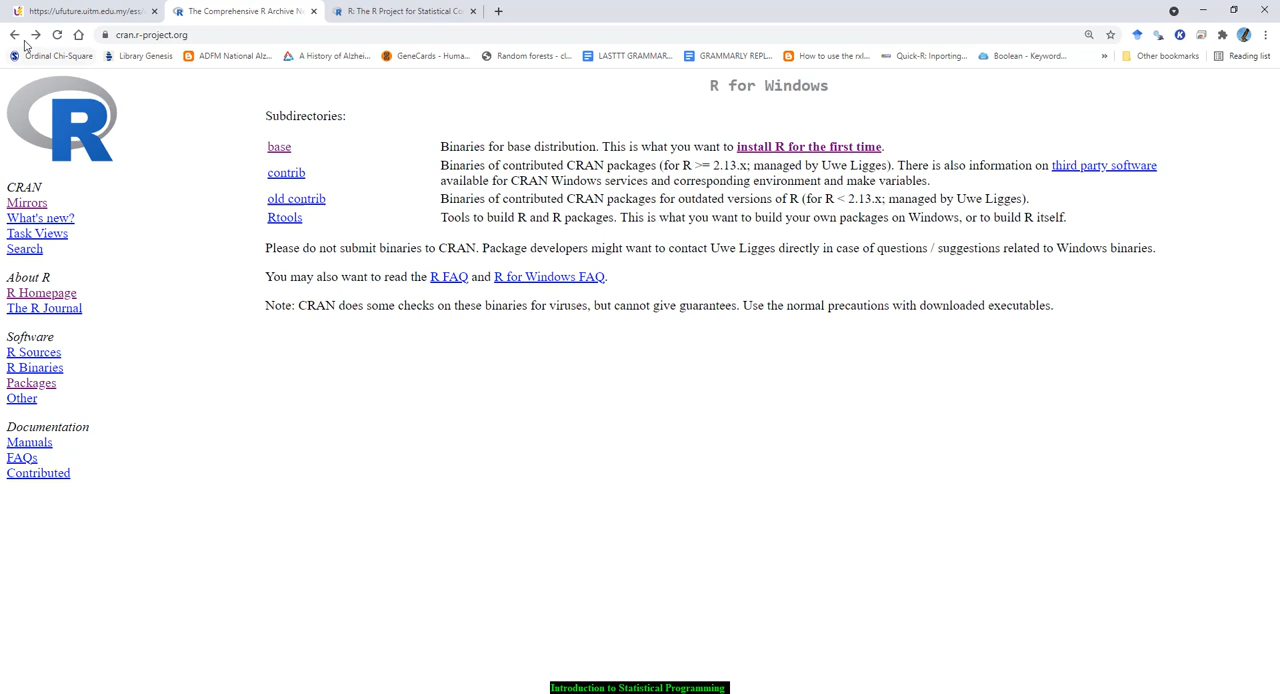 https://ufuture.uitm.edu.my/ess/
The Comprehensive R Archive Ne
R: The R Project for Statistical Co
cran.r-project.org
Ordinal Chi-Square
Library Genesis
ADFM National Alz...
A History of Alzhei...
GeneCards - Huma...
Random forests - cl...
LASTTT GRAMMAR...
GRAMMARLY REPL...
How to use the rxl...
Quick-R: Inporting...
Boolean - Keyword...
»
Other bookmarks
Reading list
R
R for Windows
Subdirectories:
base Binaries for base distribution. This is what you want to install R for the first time.
contrib Binaries of contributed CRAN packages (for R >= 2.13.x; managed by Uwe Ligges). There is also information on third party software
available for CRAN Windows services and corresponding environment and make variables.
old contrib Binaries of contributed CRAN packages for outdated versions of R (for R < 2.13.x; managed by Uwe Ligges).
Rtools Tools to build R and R packages. This is what you want to build your own packages on Windows, or to build R itself.
Please do not submit binaries to CRAN. Package developers might want to contact Uwe Ligges directly in case of questions / suggestions related to Windows binaries.
You may also want to read the R FAQ and R for Windows FAQ.
Note: CRAN does some checks on these binaries for viruses, but cannot give guarantees. Use the normal precautions with downloaded executables.
CRAN
Mirrors
What's new?
Task Views
Search
About R
R Homepage
The R Journal
Software
R Sources
R Binaries
Packages
Other
Documentation
Manuals
FAQs
Contributed
Introduction to Statistical Programming